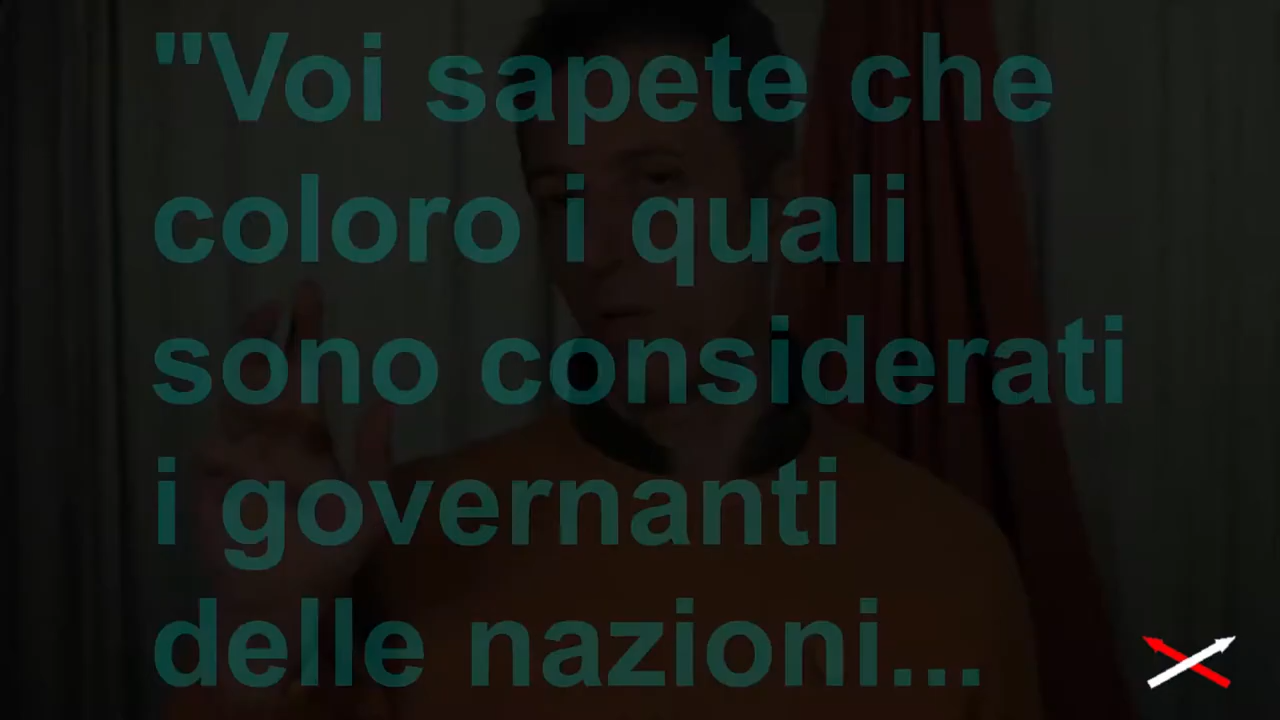 "Voi sapete che
coloro i quali
sono considerati
i governanti
delle nazioni...